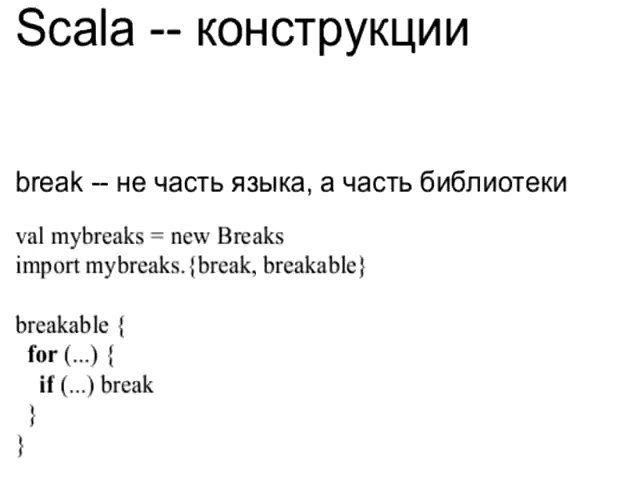 Scala -- конструкции
break -- не часть языка, а часть библиотеки
val mybreaks = new Breaks
import mybreaks.{break, breakable}
breakable {
for (...) {
if (...) break
}
}